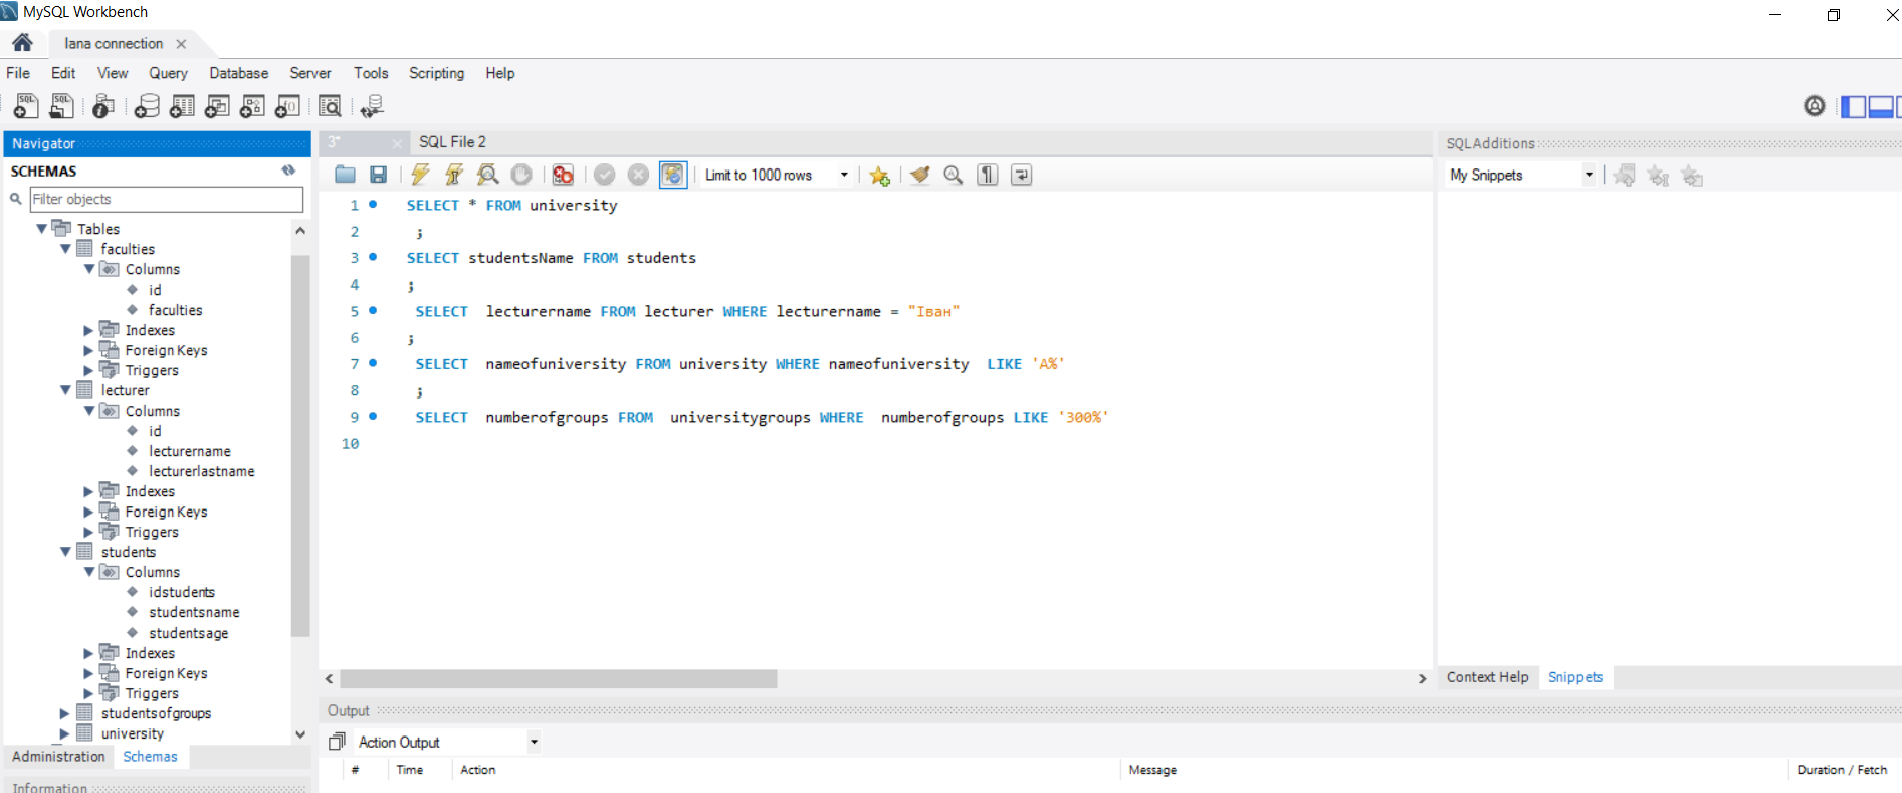 MySQL Workbench
Iana connection
File Edit View Query Database Server Tools Scripting Help
Navigator
SCHEMAS
Filter objects
Tables
faculties
Columns
id
faculties
Indexes
Foreign Keys
Triggers
lecturer
Columns
id
lecturername
lecturerlastname
Indexes
Foreign Keys
Triggers
students
Columns
idstudents
studentsname
studentsage
Indexes
Foreign Keys
Triggers
studentsofgroups
university
Administration Schemas
Information
3* SQL File 2
Limit to 1000 rows
1 SELECT * FROM university
2 ;
3 SELECT studentsName FROM students
4 ;
5 SELECT lecturername FROM lecturer WHERE lecturername = "Іван"
6 ;
7 SELECT nameofuniversity FROM university WHERE nameofuniversity LIKE 'A%'
8 ;
9 SELECT numberofgroups FROM universitygroups WHERE numberofgroups LIKE '300%'
10
SQLAdditions
My Snippets
Context Help Snippets
Output
Action Output
# Time Action Message Duration / Fetch